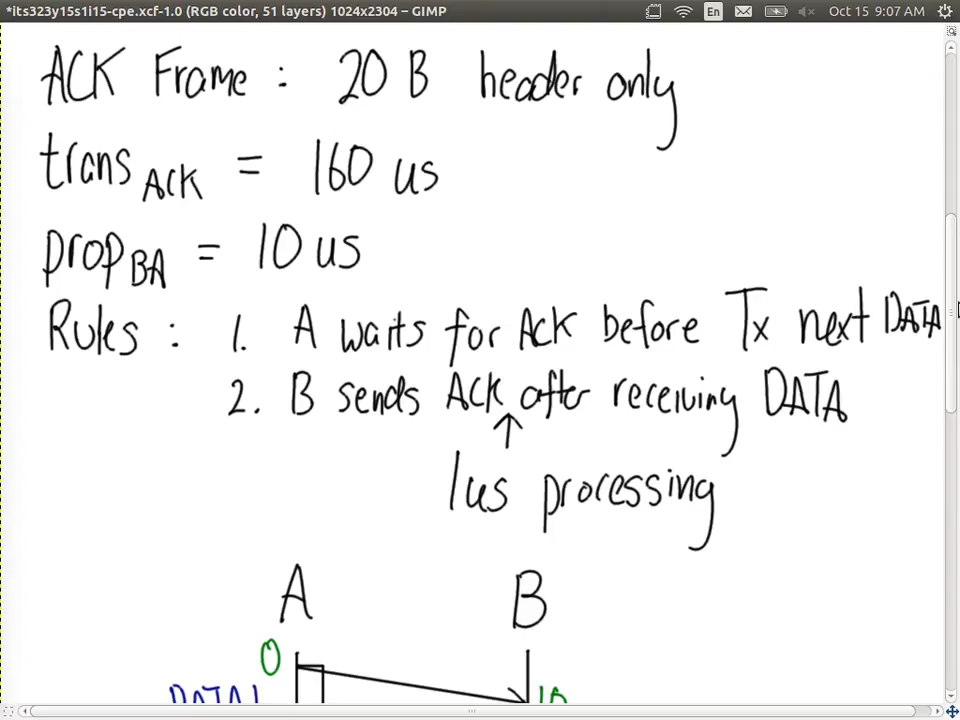 *its323y15s1i15-cpe.xcf-1.0 (RGB color, 51 layers) 1024x2304 – GIMP
En
Oct 15 9:07 AM
ACK Frame : 20 B header only
trans ACK = 160 us
prop BA = 10 us
Rules : 1. A waits for ACK before Tx next DATA
2. B sends ACK after receiving DATA
↑
1us processing
A B
0
DATA1
10